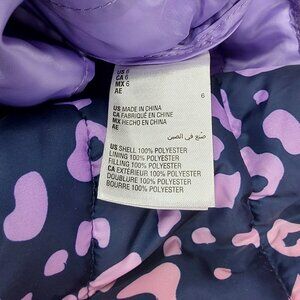 US 6
CA 6
MX 6
AE
6
US MADE IN CHINA
CA FABRIQUÉ EN CHINE
MX HECHO EN CHINA
AE
صنع في الصين
US SHELL 100% POLYESTER
LINING 100% POLYESTER
FILLING 100% POLYESTER
CA EXTÉRIEUR 100% POLYESTER
DOUBLURE 100% POLYESTER
BOURRE 100% POLYESTER